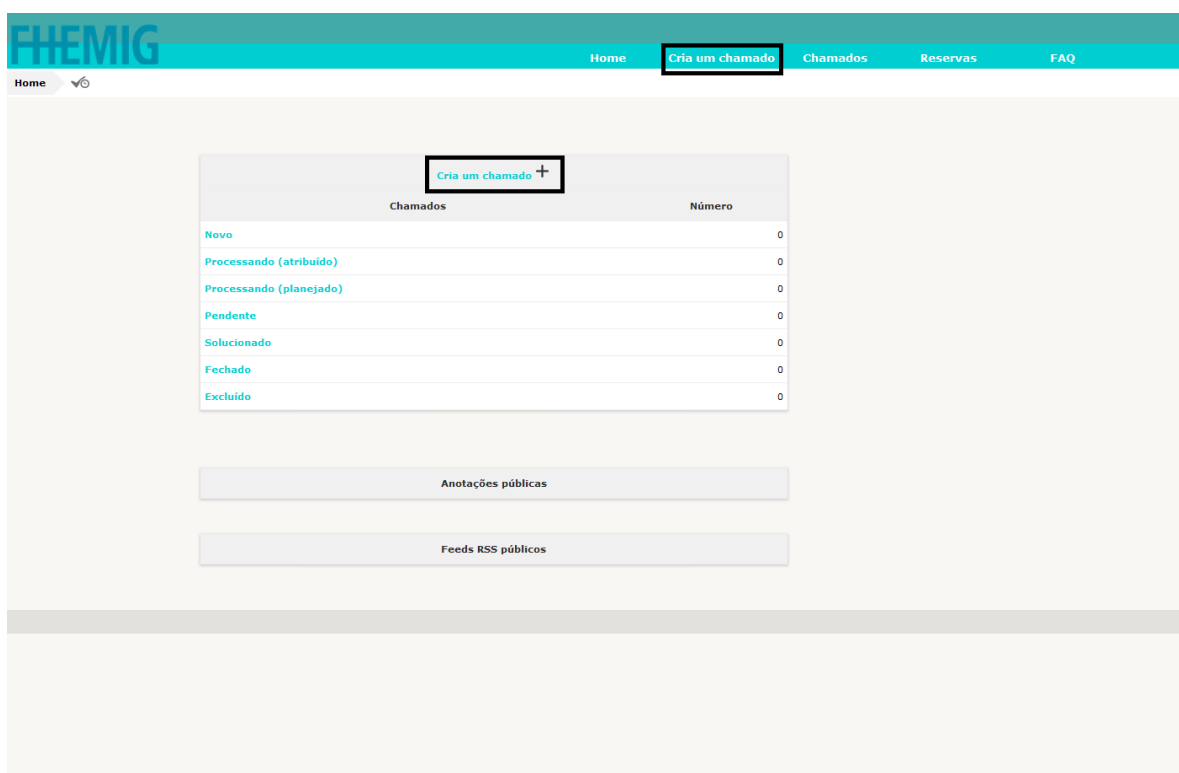 FHEMIG
Home Cria um chamado Chamados Reservas FAQ
Home
Cria um chamado +
Chamados Número
Novo 0
Processando (atribuído) 0
Processando (planejado) 0
Pendente 0
Solucionado 0
Fechado 0
Excluído 0
Anotações públicas
Feeds RSS públicos